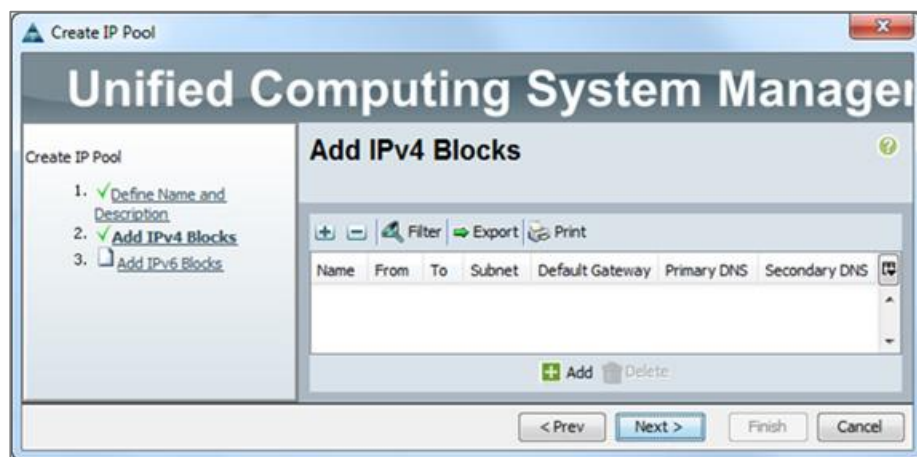 Create IP Pool
Unified Computing System Manager
Create IP Pool
1. Define Name and
Description
2. Add IPv4 Blocks
3. Add IPv6 Blocks
Add IPv4 Blocks
Filter Export Print
Name From To Subnet Default Gateway Primary DNS Secondary DNS
Add Delete
< Prev Next > Finish Cancel